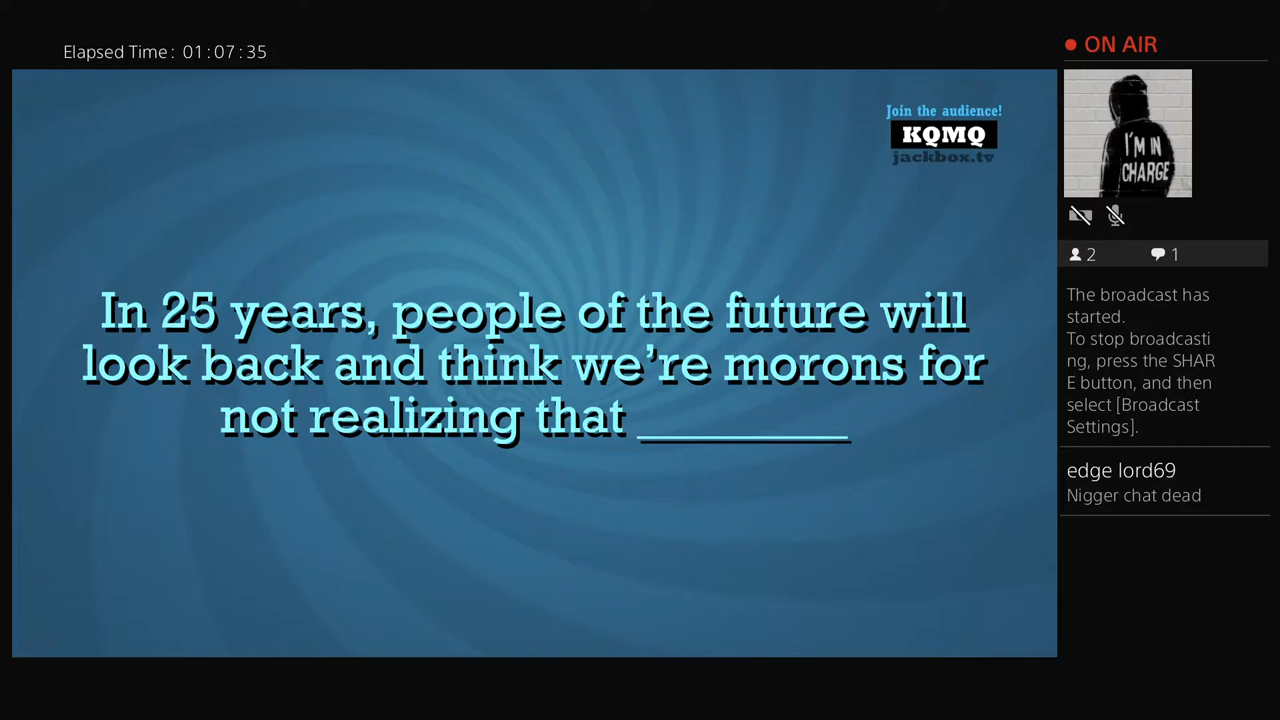 Elapsed Time: 01:07:35
ON AIR
Join the audience!
KQMQ
jackbox.tv
I'M IN
CHARGE
2 1
In 25 years, people of the future will
look back and think we're morons for
not realizing that ________
The broadcast has
started.
To stop broadcasti
ng, press the SHAR
E button, and then
select [Broadcast
Settings].
edge lord69
Nigger chat dead